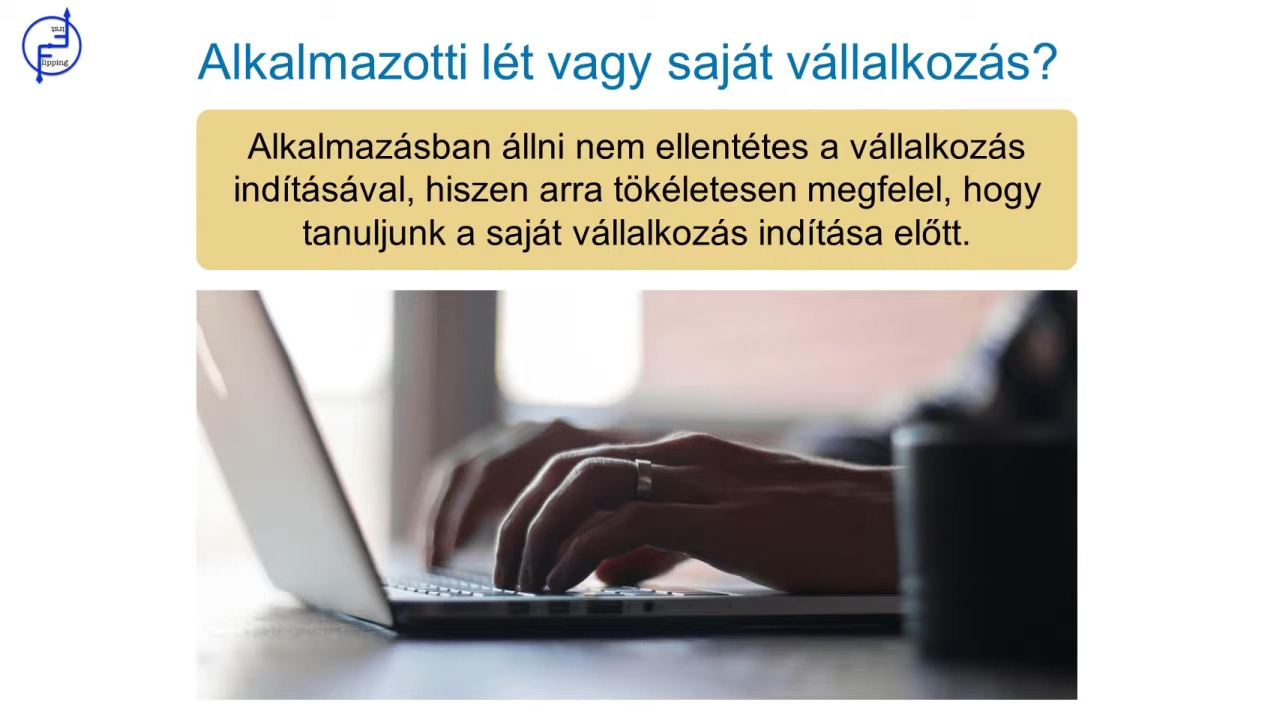 lipping
Alkalmazotti lét vagy saját vállalkozás?
Alkalmazásban állni nem ellentétes a vállalkozás
indításával, hiszen arra tökéletesen megfelel, hogy
tanuljunk a saját vállalkozás indítása előtt.